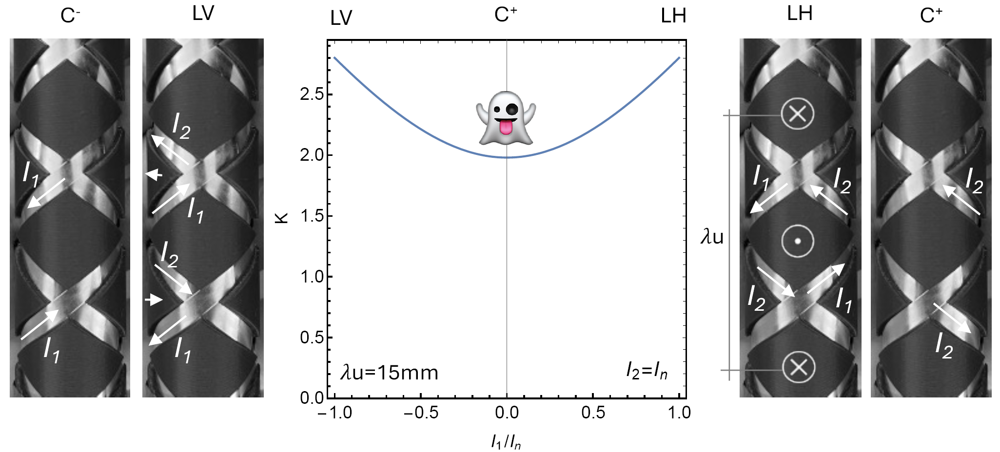 C⁻
LV
LV
C⁺
LH
LH
C⁺
I₂
I₁
I₁
I₂
I₁
I₁
K
2.5
2.0
1.5
1.0
0.5
0.0
λu=15mm
I₂=Iₙ
−1.0 −0.5 0.0 0.5 1.0
I₁/Iₙ
λu
I₁
I₂
I₂
I₁
I₂
I₂